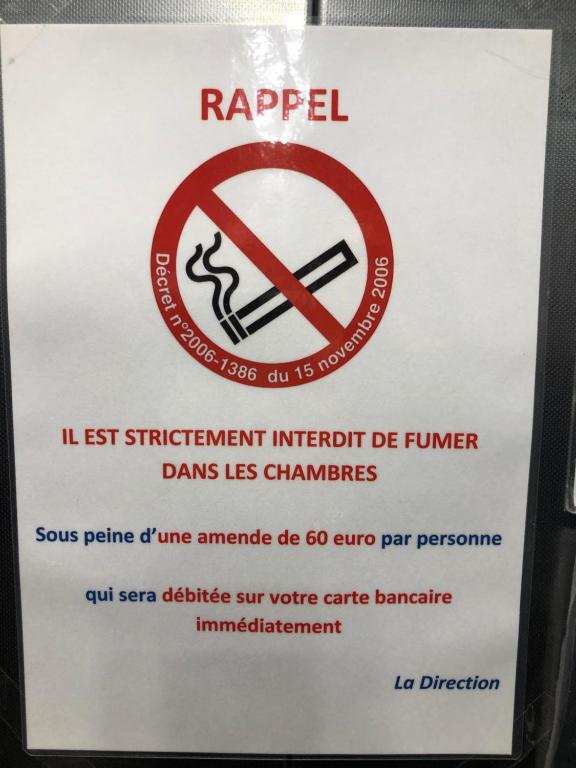 RAPPEL
Décret n°2006-1386 du 15 novembre 2006
IL EST STRICTEMENT INTERDIT DE FUMER
DANS LES CHAMBRES
Sous peine d'une amende de 60 euro par personne
qui sera débitée sur votre carte bancaire
immédiatement
La Direction